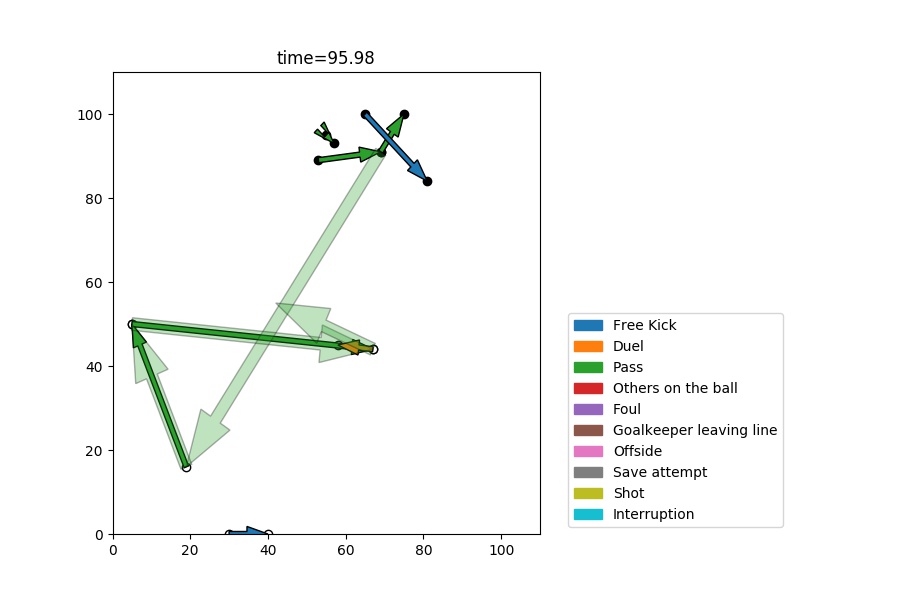 time=95.98
100
80
60
40
20
0
0 20 40 60 80 100
Free Kick
Duel
Pass
Others on the ball
Foul
Goalkeeper leaving line
Offside
Save attempt
Shot
Interruption